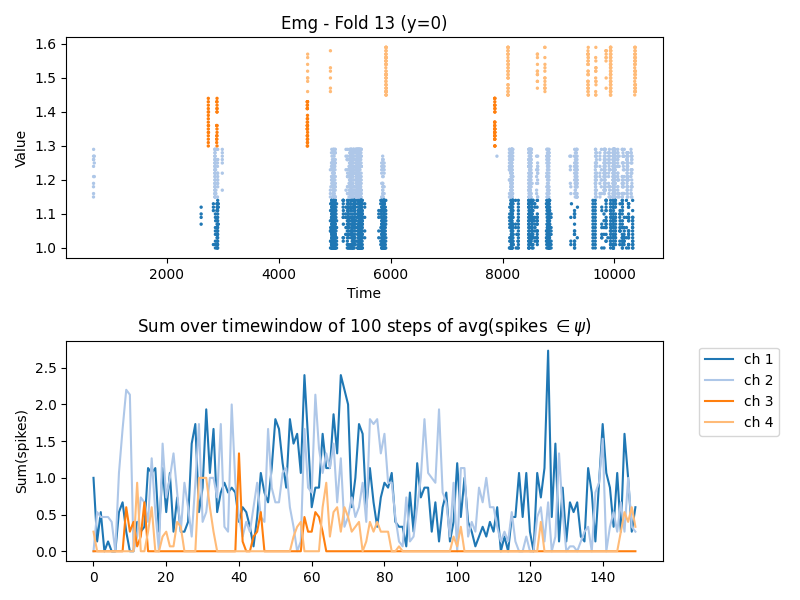 Emg - Fold 13 (y=0)
1.6
1.5
1.4
1.3
1.2
1.1
1.0
Value
2000
4000
6000
8000
10000
Time
Sum over timewindow of 100 steps of avg(spikes ∈ψ)
2.5
2.0
1.5
1.0
0.5
0.0
Sum(spikes)
0
20
40
60
80
100
120
140
ch 1
ch 2
ch 3
ch 4